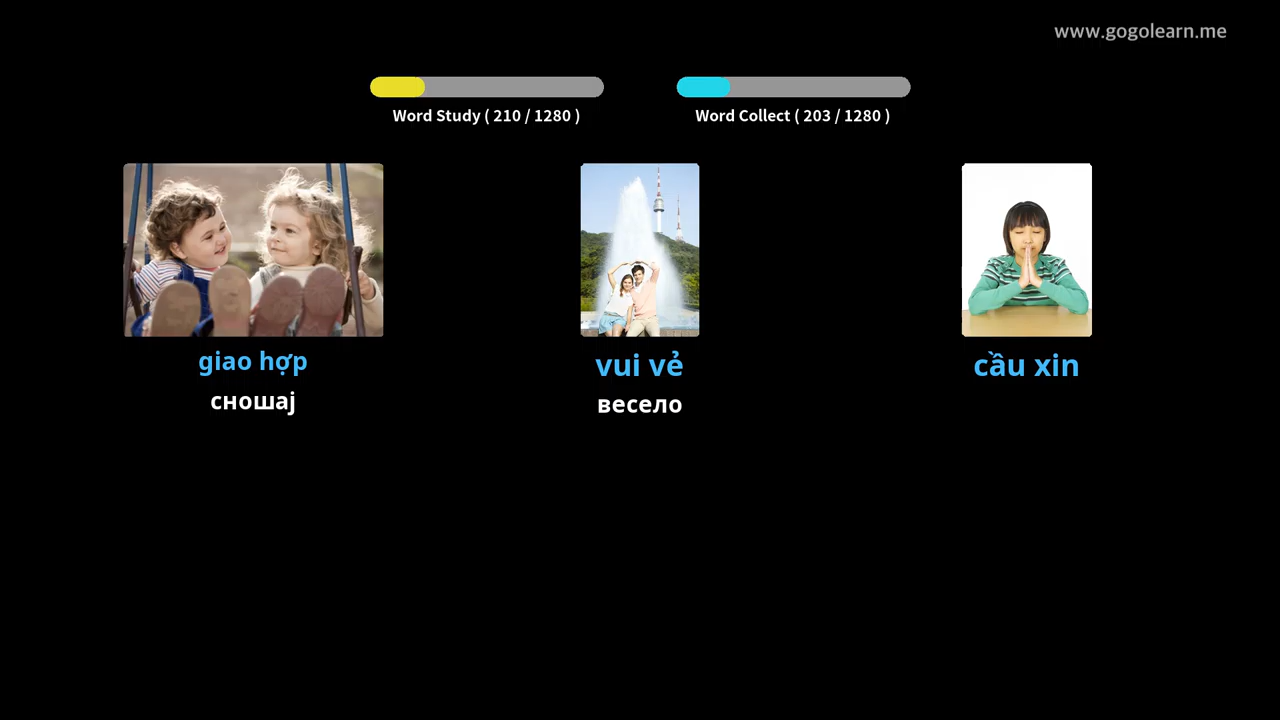 www.gogolearn.me
Word Study ( 210 / 1280 )
Word Collect ( 203 / 1280 )
giao hợp
сношај
vui vẻ
весело
cầu xin